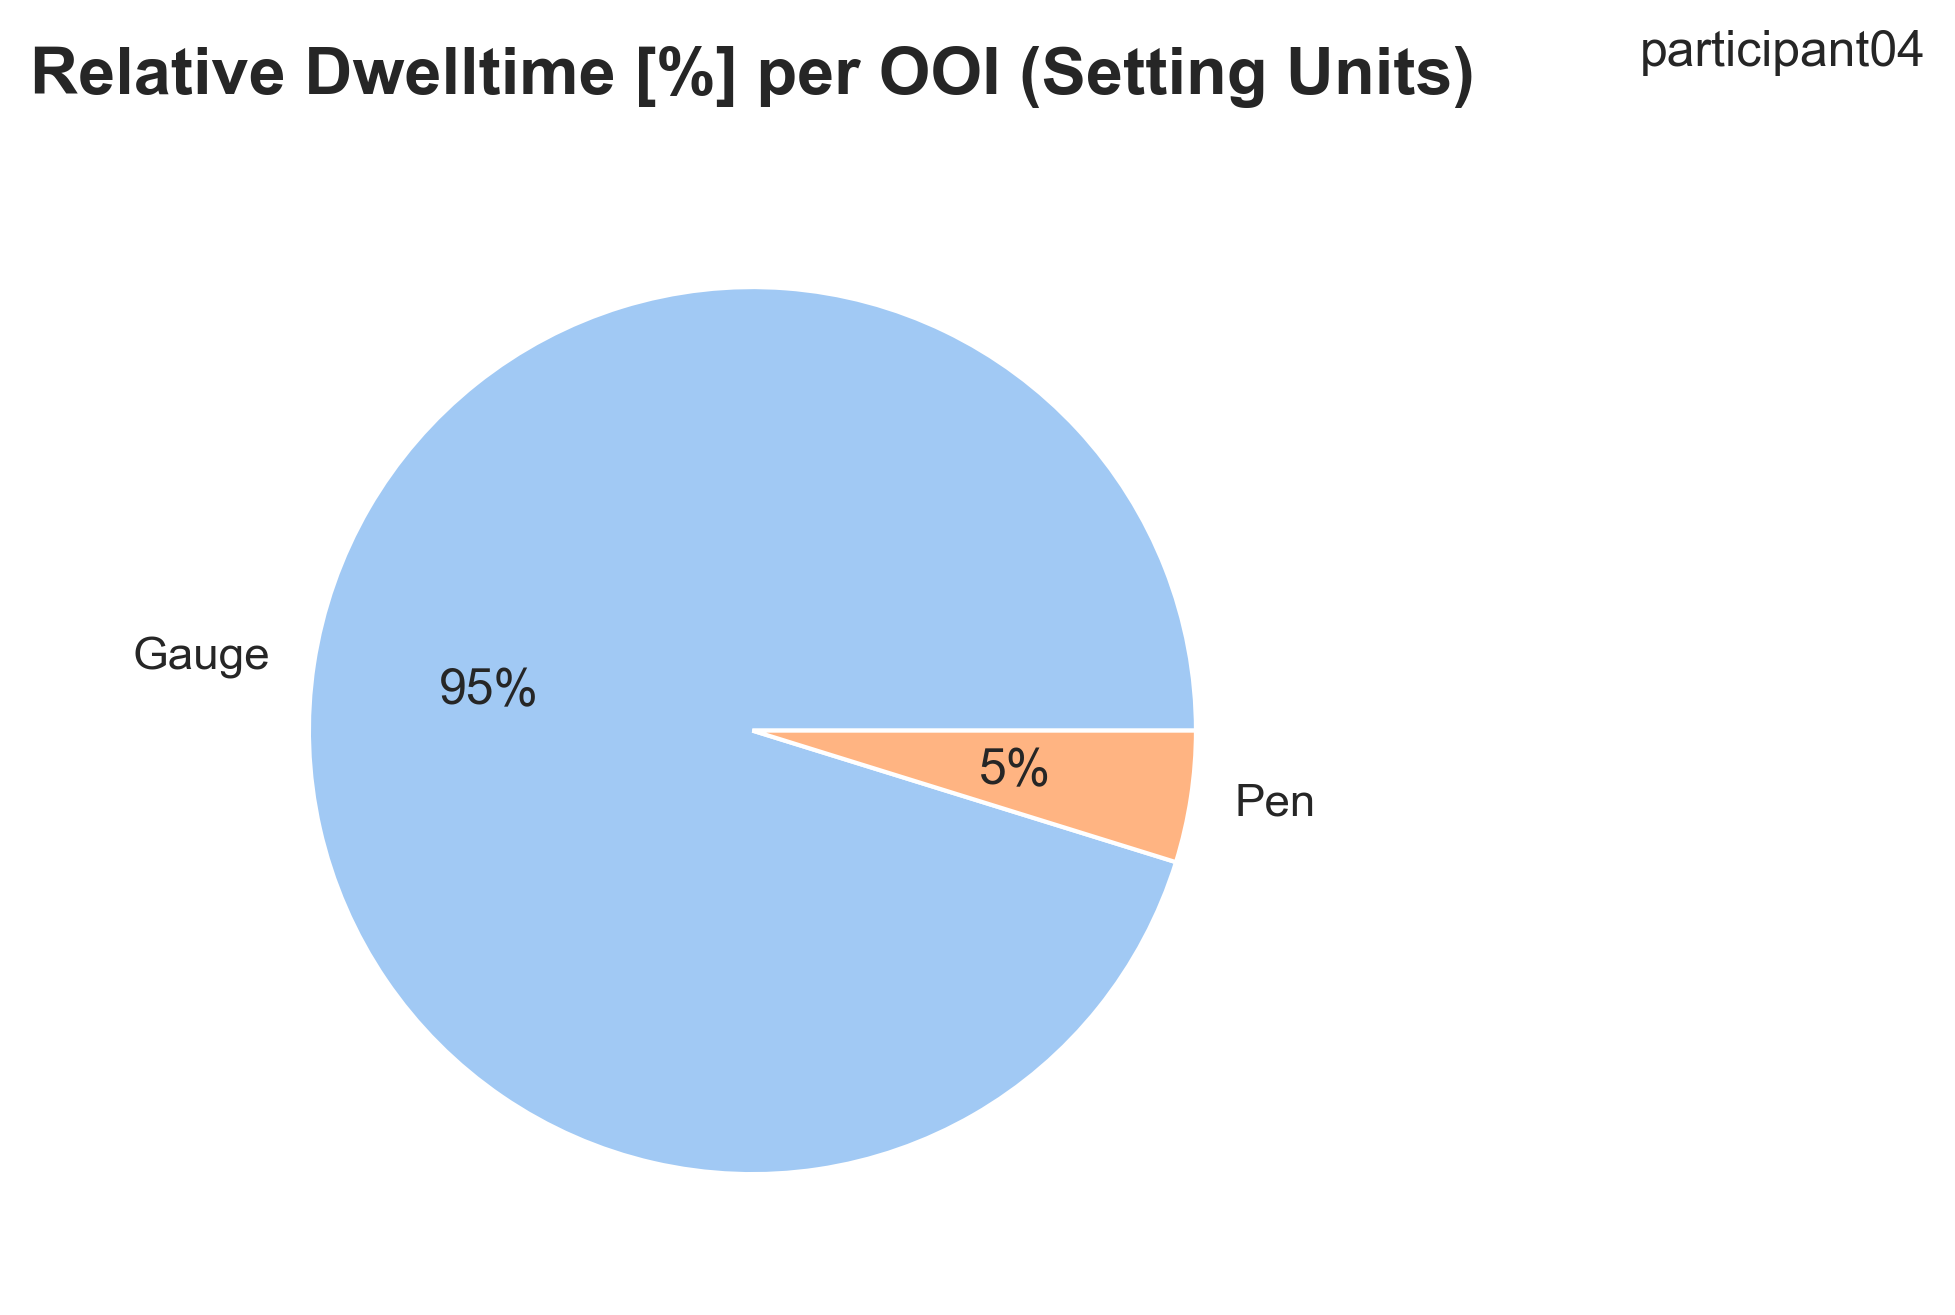 Relative Dwelltime [%] per OOI (Setting Units)
participant04
Gauge
95%
5%
Pen